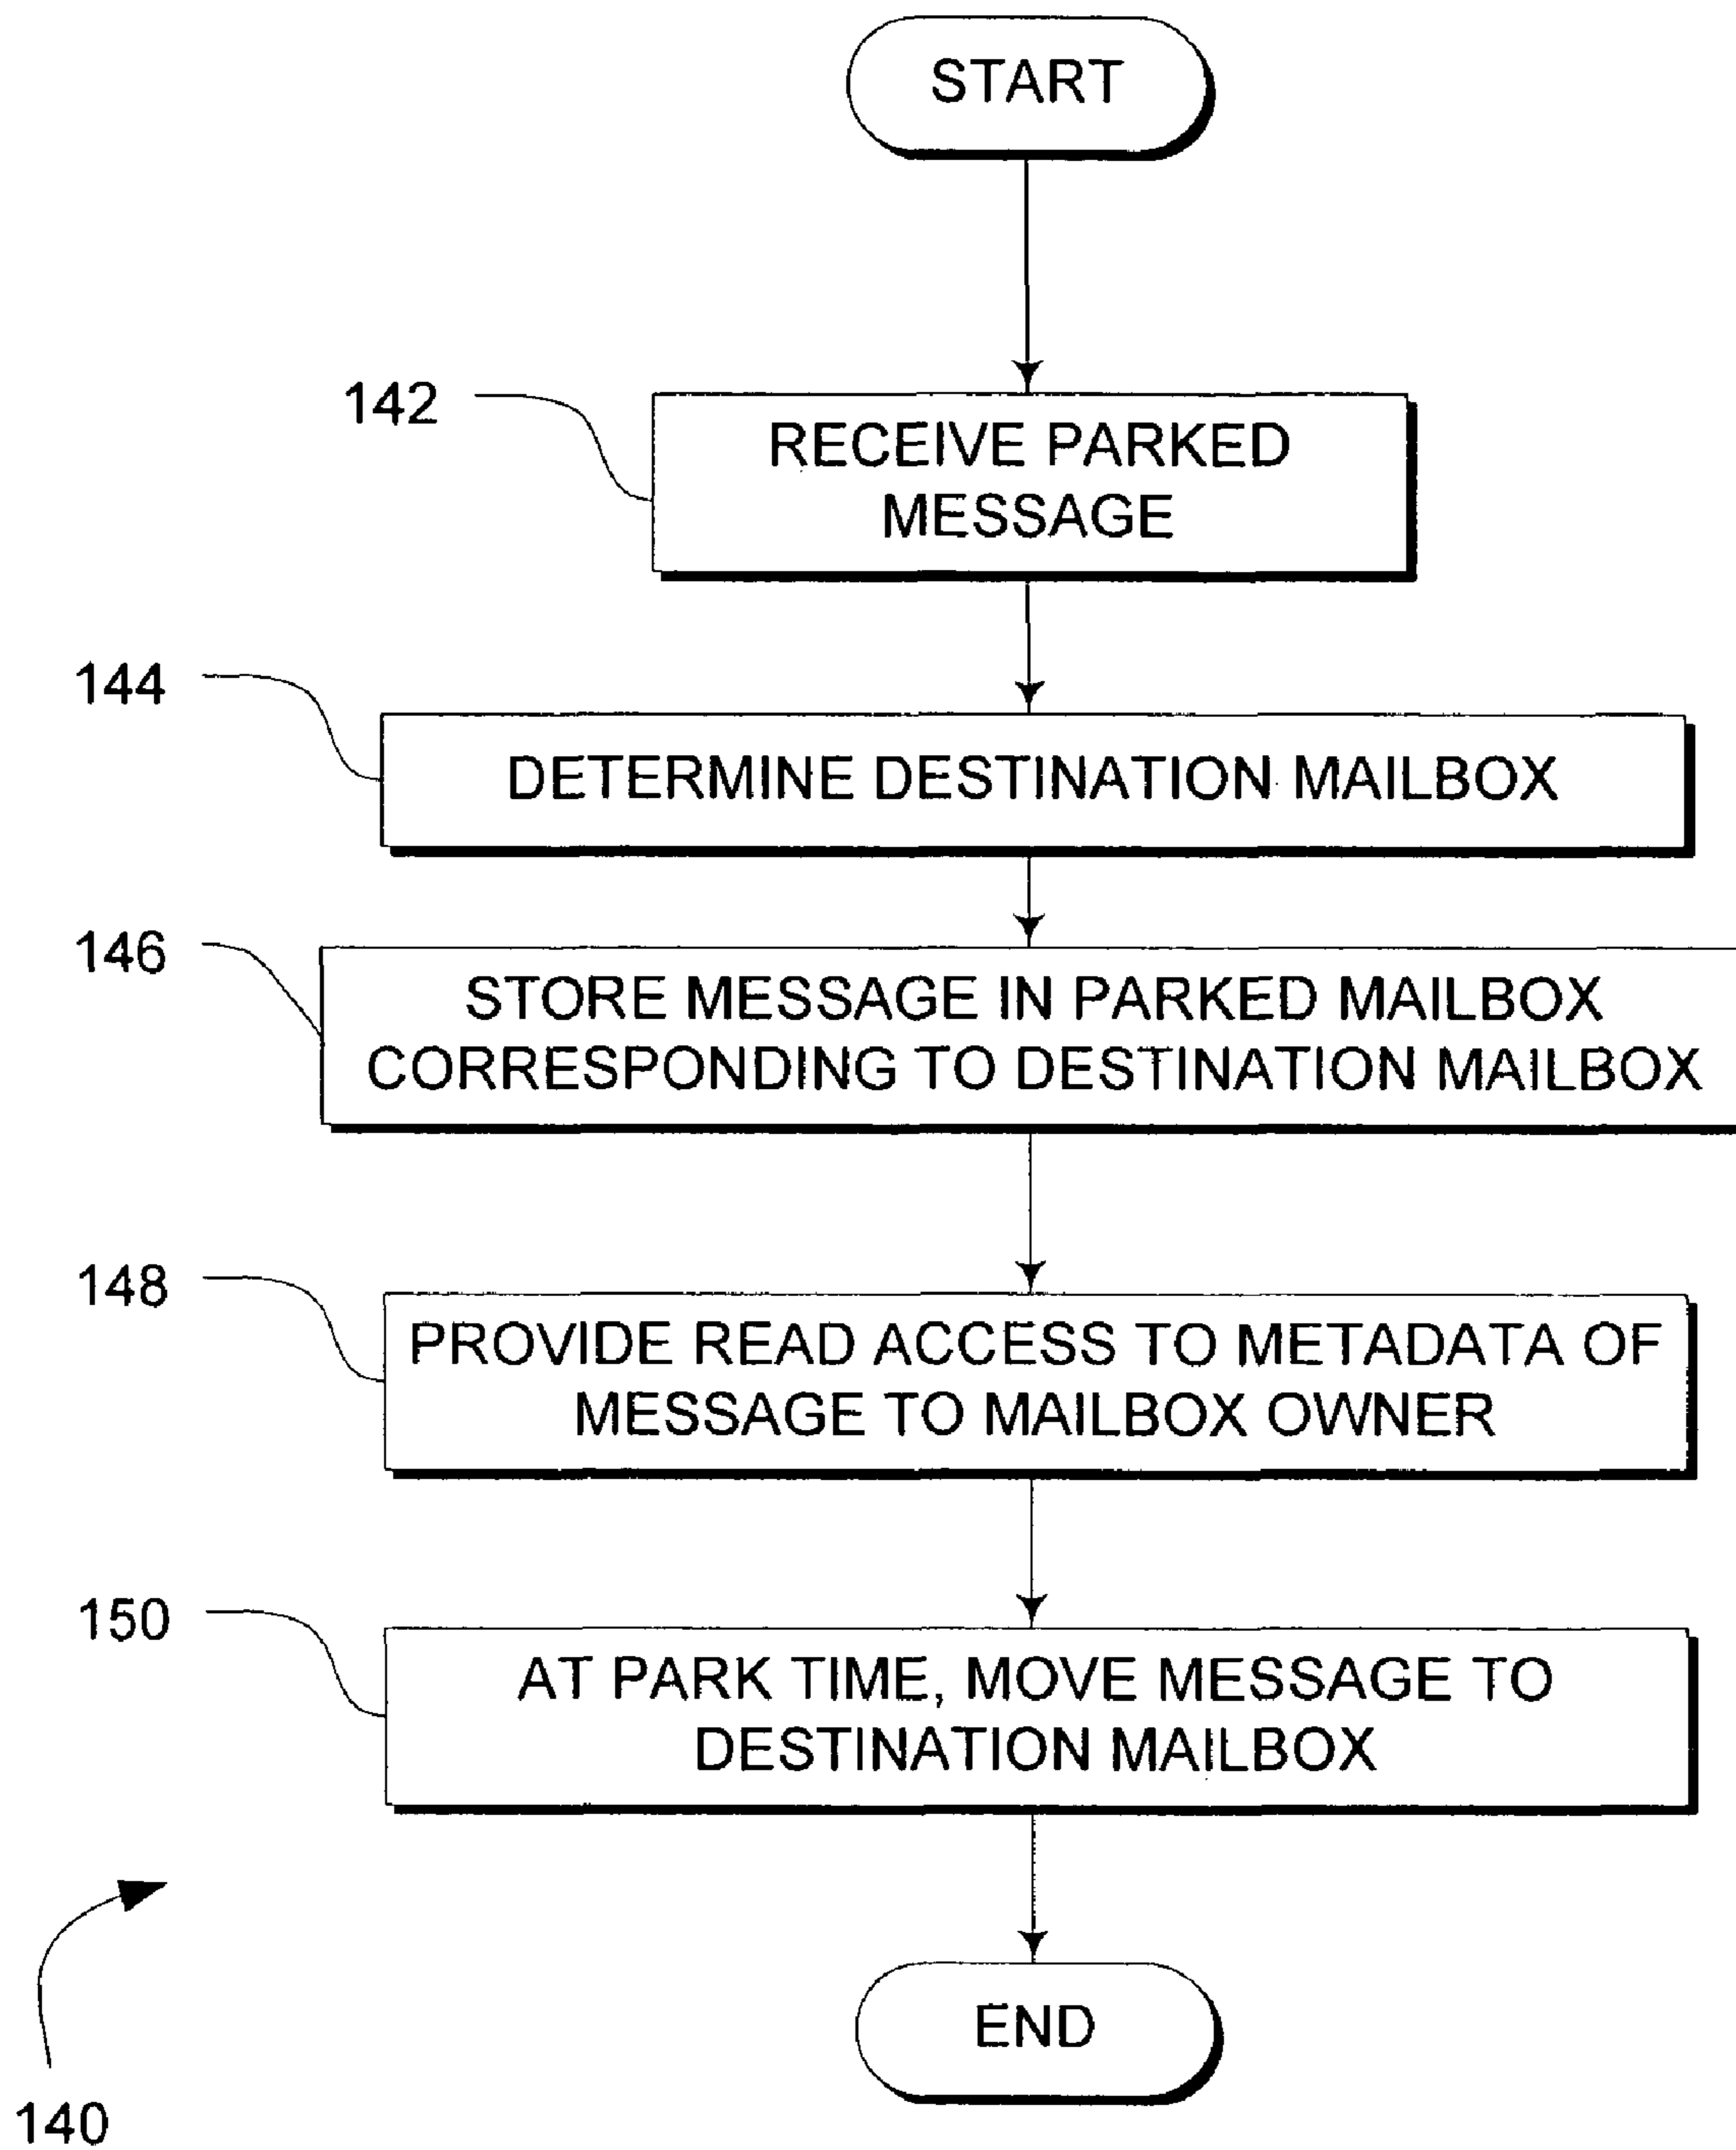 START
142
RECEIVE PARKED
MESSAGE
144
DETERMINE DESTINATION MAILBOX
146
STORE MESSAGE IN PARKED MAILBOX
CORRESPONDING TO DESTINATION MAILBOX
148
PROVIDE READ ACCESS TO METADATA OF
MESSAGE TO MAILBOX OWNER
150
AT PARK TIME, MOVE MESSAGE TO
DESTINATION MAILBOX
END
140